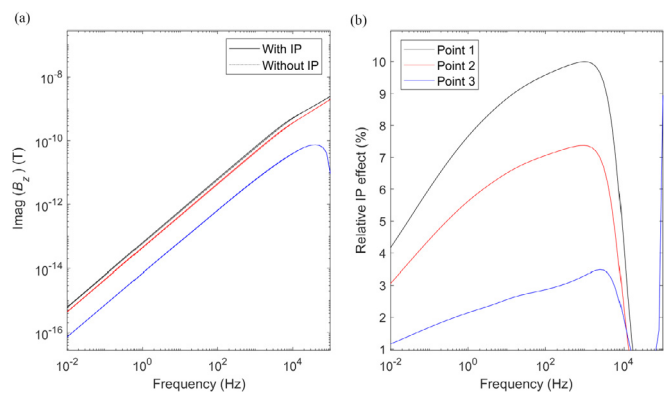 (a)
Imag (B_z) (T)
10^-8
10^-10
10^-12
10^-14
10^-16
With IP
Without IP
10^-2 10^0 10^2 10^4
Frequency (Hz)
(b)
Relative IP effect (%)
10
9
8
7
6
5
4
3
2
1
Point 1
Point 2
Point 3
10^-2 10^0 10^2 10^4
Frequency (Hz)